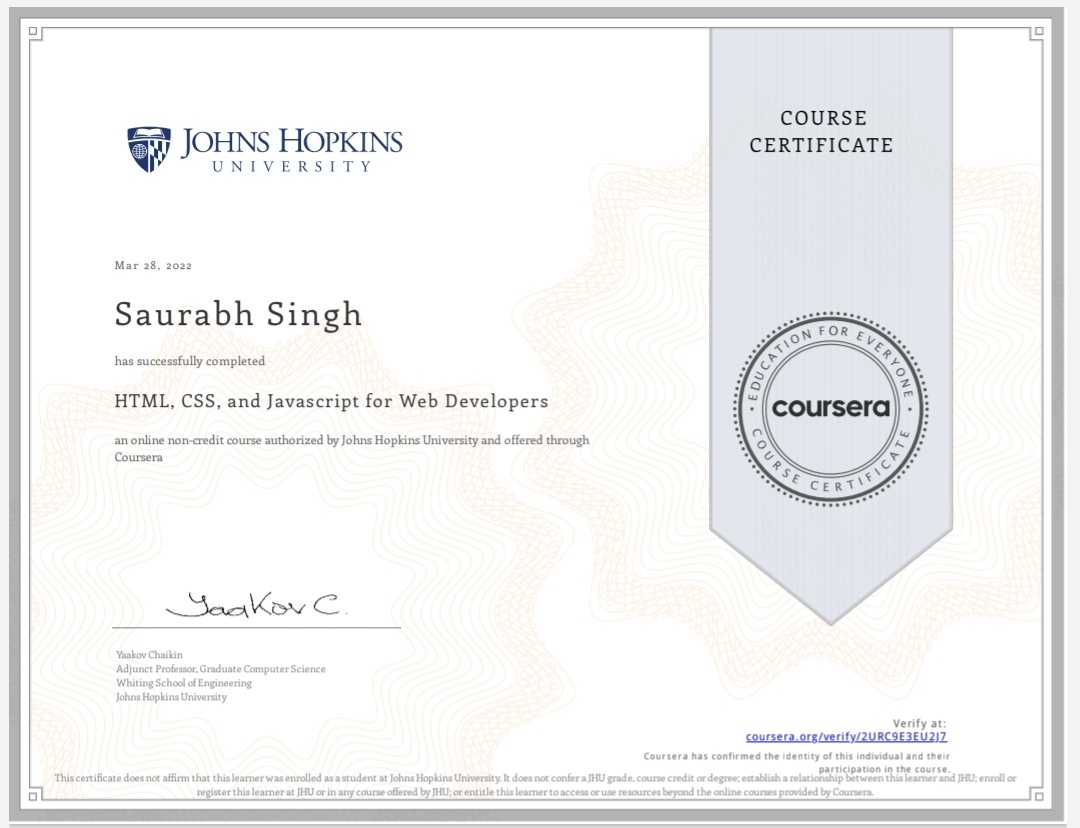 JOHNS HOPKINS
UNIVERSITY
COURSE
CERTIFICATE
Mar 28, 2022
Saurabh Singh
has successfully completed
HTML, CSS, and Javascript for Web Developers
an online non-credit course authorized by Johns Hopkins University and offered through
Coursera
EDUCATION FOR EVERYONE
coursera
COURSE CERTIFICATE
Yaakov C.
Yaakov Chaikin
Adjunct Professor, Graduate Computer Science
Whiting School of Engineering
Johns Hopkins University
Verify at:
coursera.org/verify/2URC9E3EU2J7
Coursera has confirmed the identity of this individual and their
participation in the course.
This certificate does not affirm that this learner was enrolled as a student at Johns Hopkins University. It does not confer a JHU grade, course credit or degree; establish a relationship between this learner and JHU; enroll or
register this learner at JHU or in any course offered by JHU; or entitle this learner to access or use resources beyond the online courses provided by Coursera.